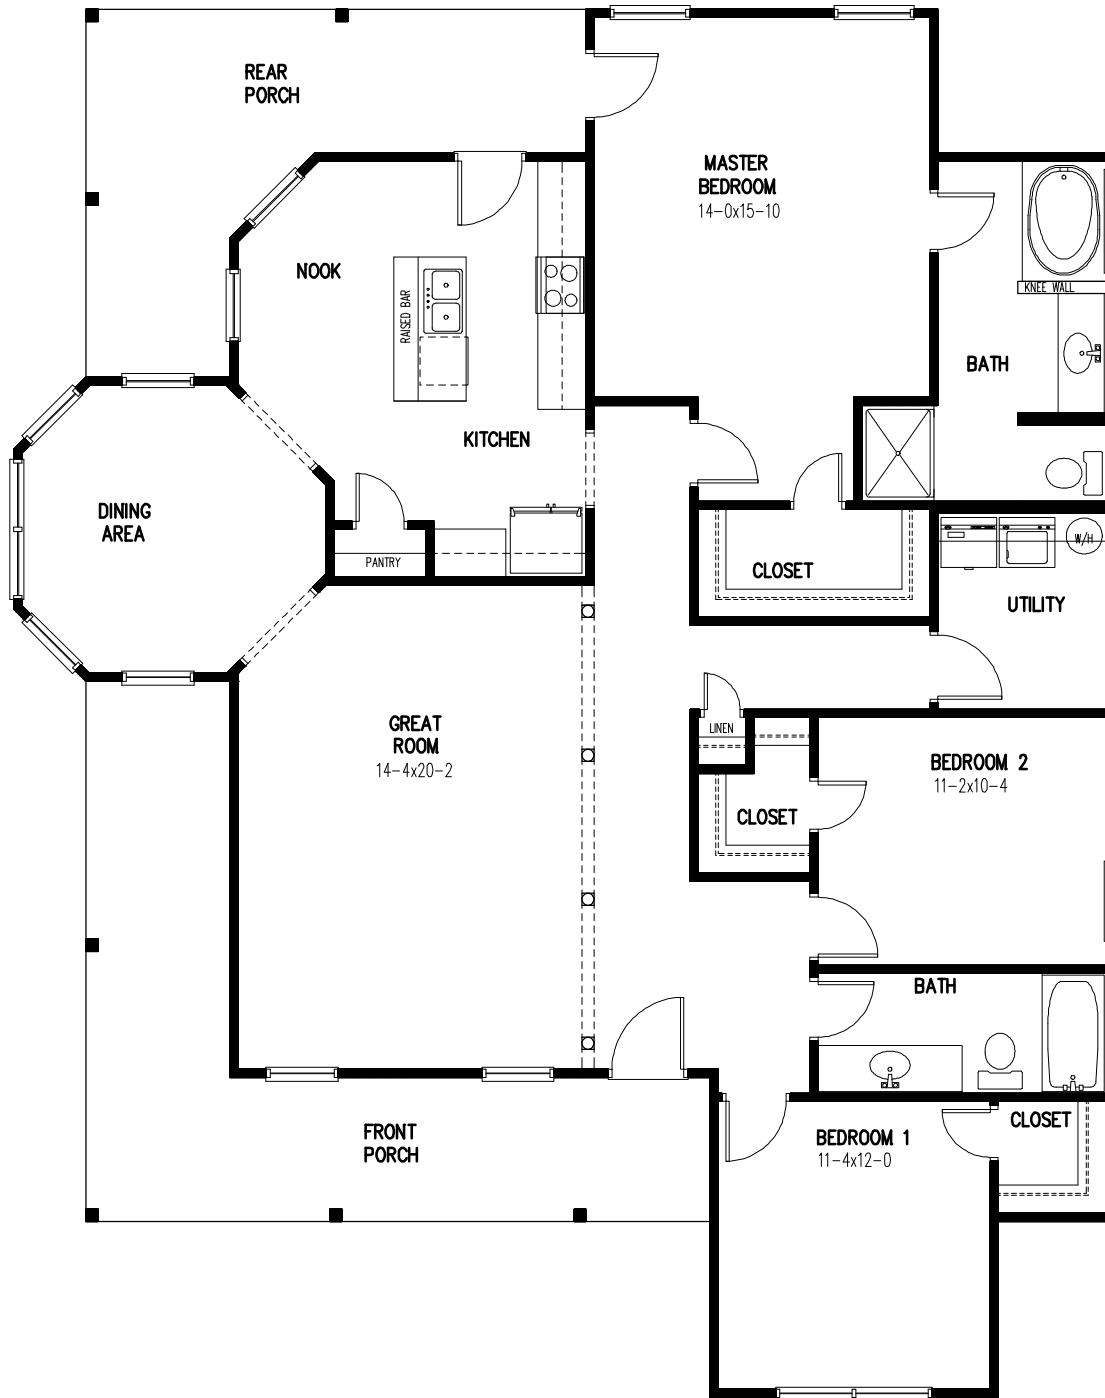 REAR
PORCH
MASTER
BEDROOM
14-0x15-10
NOOK
RAISED BAR
KNEE WALL
BATH
KITCHEN
DINING
AREA
PANTRY
CLOSET
W/H
UTILITY
GREAT
ROOM
14-4x20-2
LINEN
BEDROOM 2
11-2x10-4
CLOSET
BATH
FRONT
PORCH
BEDROOM 1
11-4x12-0
CLOSET